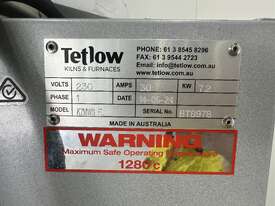 Tetlow
KILNS & FURNACES
PHONE: 61 3 8545 8296
FAX: 61 3 9544 2723
Email: info@tetlow.com.au
www.tetlow.com.au
VOLTS 230 AMPS 30 KW 7.2
PHASE 1 DATE
MODEL SERIAL No.
MADE IN AUSTRALIA
WARNING
Maximum Safe Operating
1280°c